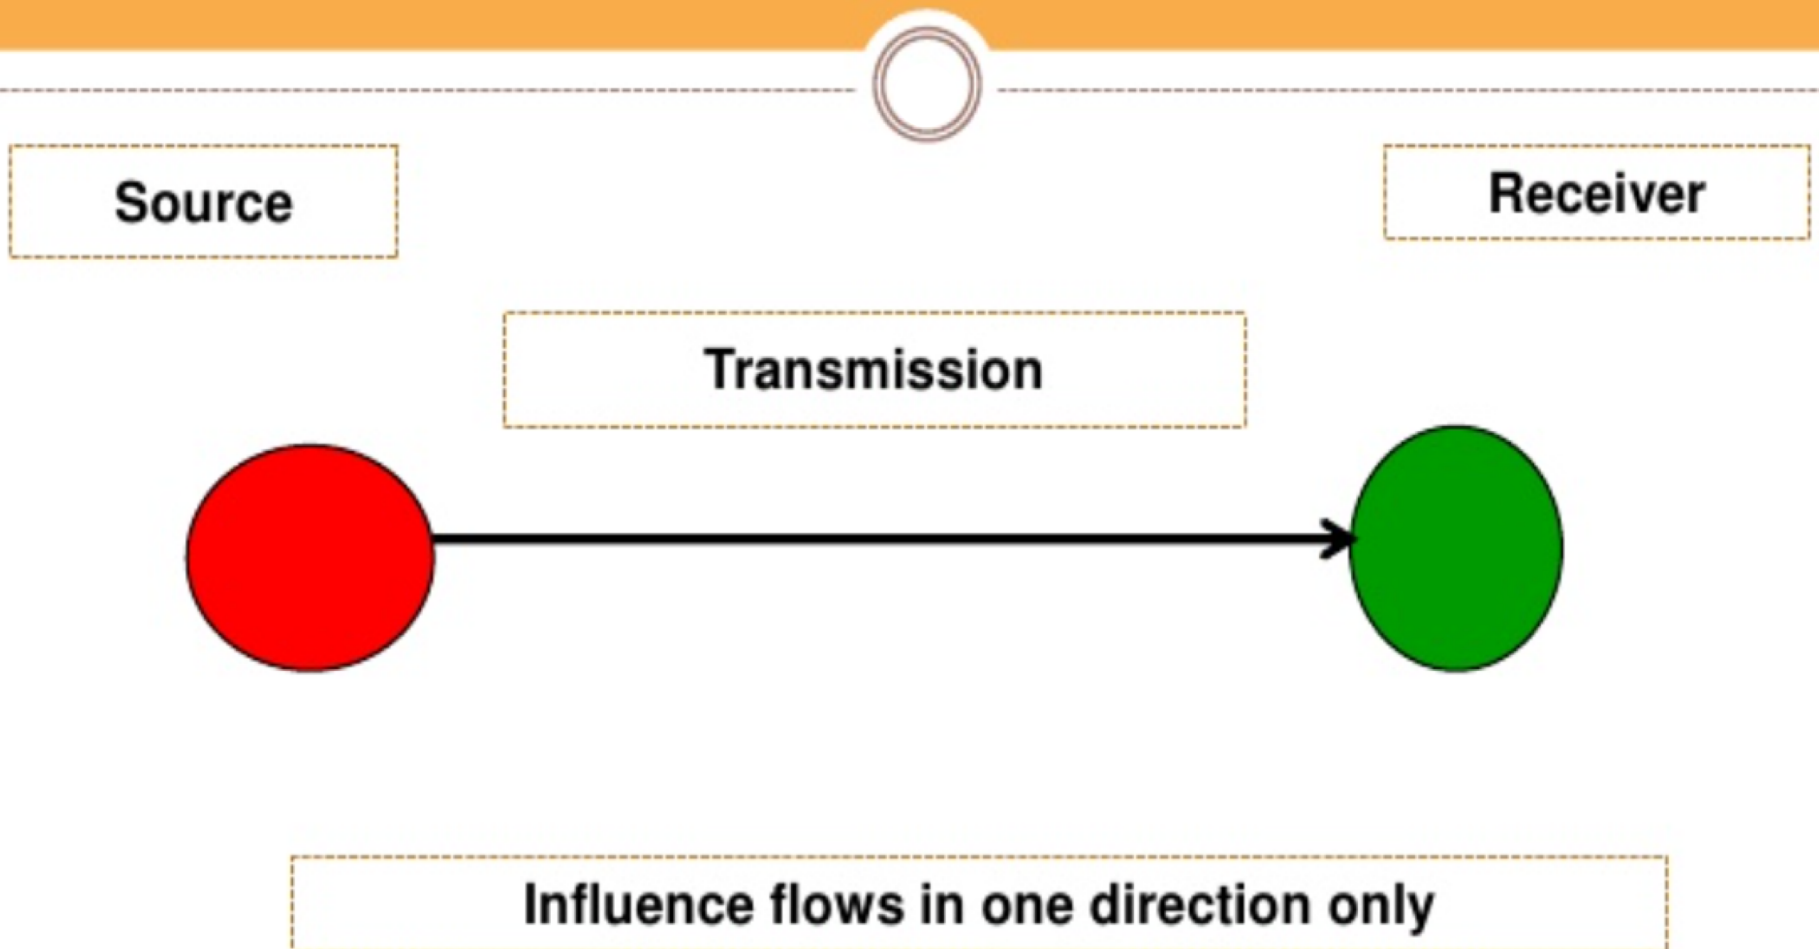 Source
Receiver
Transmission
Influence flows in one direction only